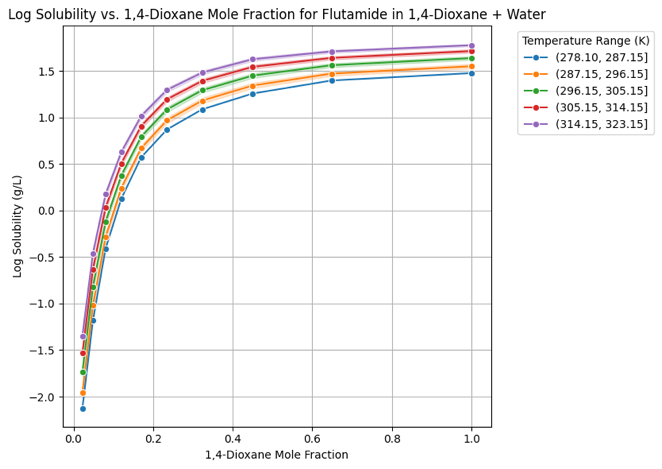 Log Solubility vs. 1,4-Dioxane Mole Fraction for Flutamide in 1,4-Dioxane + Water
Temperature Range (K)
(278.10, 287.15]
(287.15, 296.15]
(296.15, 305.15]
(305.15, 314.15]
(314.15, 323.15]
Log Solubility (g/L)
1.5
1.0
0.5
0.0
−0.5
−1.0
−1.5
−2.0
0.0 0.2 0.4 0.6 0.8 1.0
1,4-Dioxane Mole Fraction